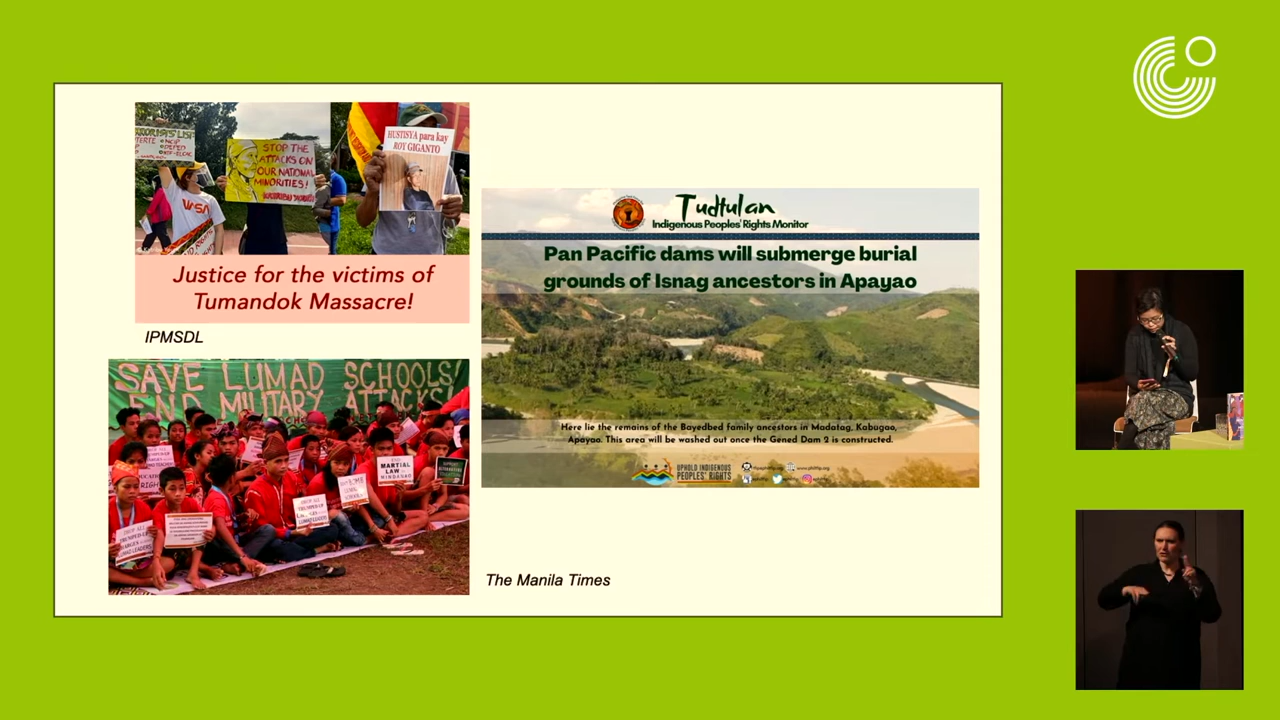 STOP THE
ATTACKS ON
OUR NATIONAL
MINORITIES!
HUSTISYA para kay
ROY GIGANTO
Justice for the victims of
Tumandok Massacre!
IPMSDL
SAVE LUMAD SCHOOLS!
END MILITARY ATTACKS!
END
MARTIAL
LAW IN
MINDANAO
Tudtulan
Indigenous Peoples' Rights Monitor
Pan Pacific dams will submerge burial
grounds of Isnag ancestors in Apayao
Here lie the remains of the Bayedbed family ancestors in Madatag, Kabugao,
Apayao. This area will be washed out once the Gened Dam 2 is constructed.
UPHOLD INDIGENOUS
PEOPLES' RIGHTS
The Manila Times